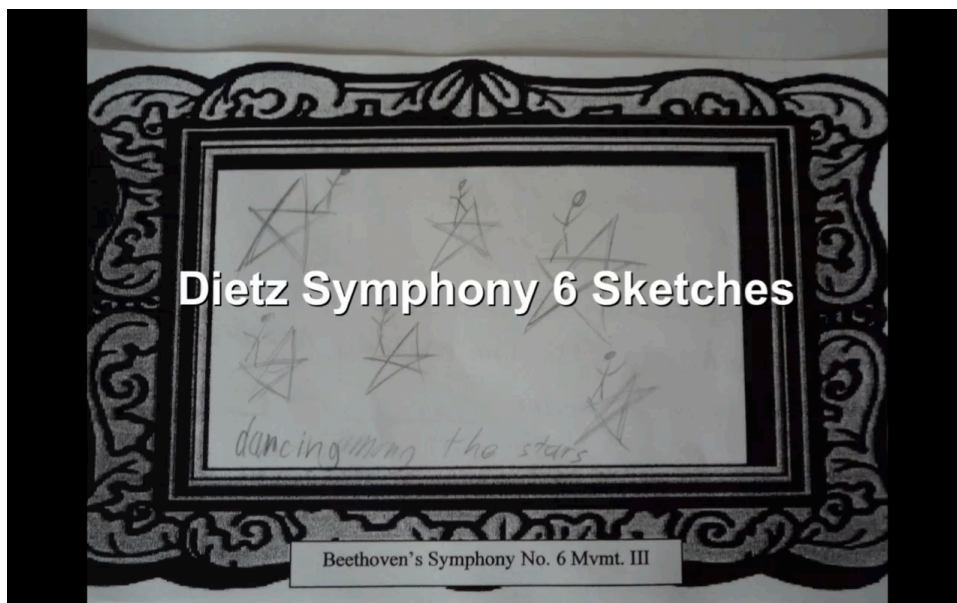 Dietz Symphony 6 Sketches
dancing the stars
Beethoven's Symphony No. 6 Mvmt. III